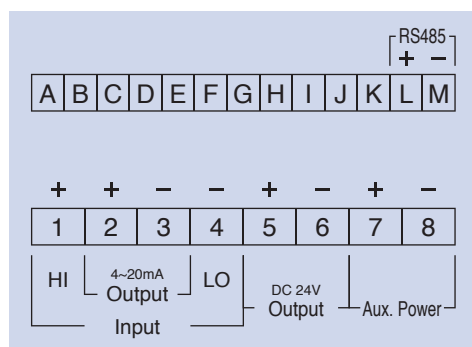 RS485
+ −
A B C D E F G H I J K L M
+ + − − + − + −
1 2 3 4 5 6 7 8
HI 4~20mA Output LO DC 24V Output Aux. Power
Input